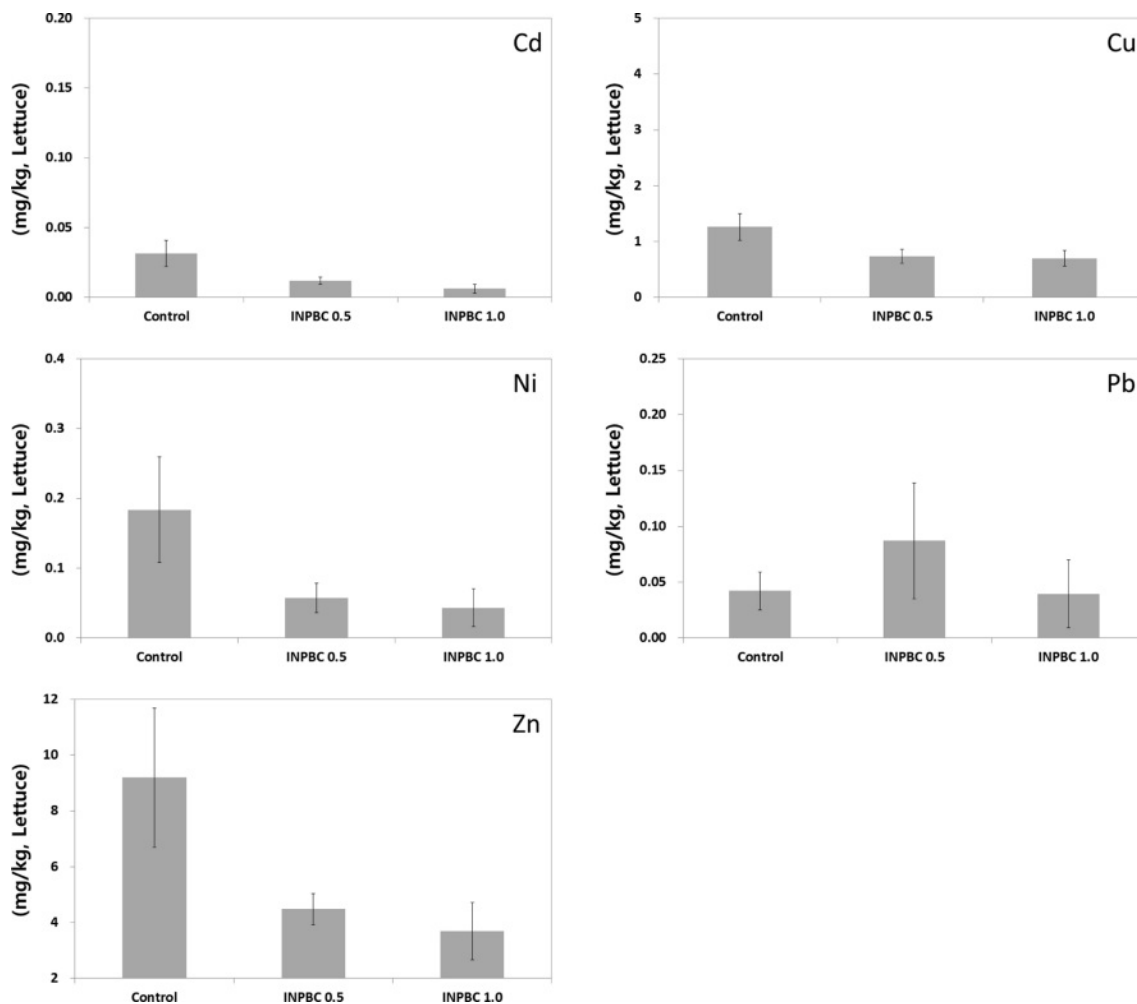 0.20
0.15
0.10
0.05
0.00
(mg/kg, Lettuce)
Cd
Control INPBC 0.5 INPBC 1.0
5
4
3
2
1
0
(mg/kg, Lettuce)
Cu
Control INPBC 0.5 INPBC 1.0
0.4
0.3
0.2
0.1
0.0
(mg/kg, Lettuce)
Ni
Control INPBC 0.5 INPBC 1.0
0.25
0.20
0.15
0.10
0.05
0.00
(mg/kg, Lettuce)
Pb
Control INPBC 0.5 INPBC 1.0
12
10
8
6
4
2
(mg/kg, Lettuce)
Zn
Control INPBC 0.5 INPBC 1.0